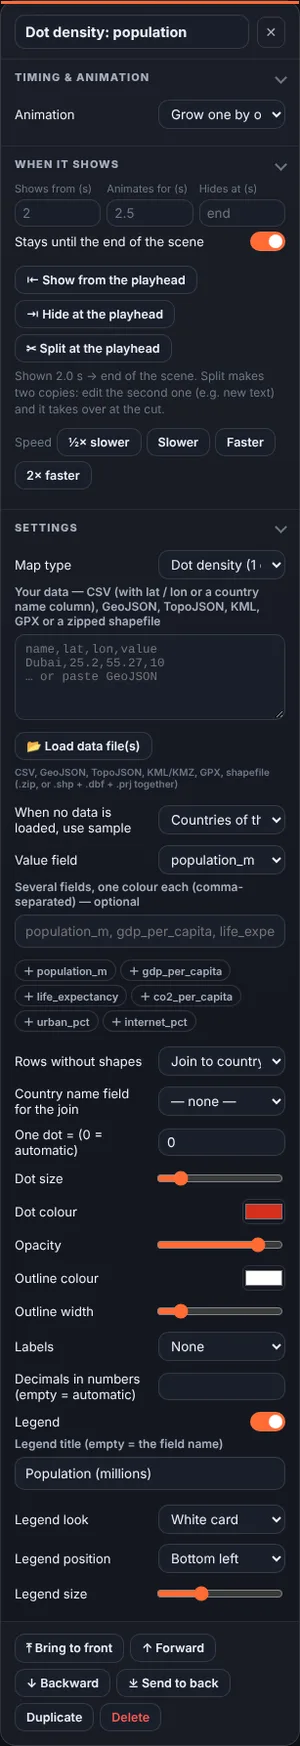 Dot density: population
✕
TIMING & ANIMATION
Animation
Grow one by o
WHEN IT SHOWS
Shows from (s) Animates for (s) Hides at (s)
2 2.5 end
Stays until the end of the scene
⇤ Show from the playhead
⇥ Hide at the playhead
✂ Split at the playhead
Shown 2.0 s → end of the scene. Split makes
two copies: edit the second one (e.g. new text)
and it takes over at the cut.
Speed ½× slower Slower Faster
2× faster
SETTINGS
Map type Dot density (1
Your data — CSV (with lat / lon or a country
name column), GeoJSON, TopoJSON, KML,
GPX or a zipped shapefile
name,lat,lon,value
Dubai,25.2,55.27,10
… or paste GeoJSON
📂 Load data file(s)
CSV, GeoJSON, TopoJSON, KML/KMZ, GPX, shapefile
(.zip, or .shp + .dbf + .prj together)
When no data is
loaded, use sample
Countries of th
Value field population_m
Several fields, one colour each (comma-
separated) — optional
population_m, gdp_per_capita, life_expe
+ population_m + gdp_per_capita
+ life_expectancy + co2_per_capita
+ urban_pct + internet_pct
Rows without shapes Join to country
Country name field
for the join
— none —
One dot = (0 =
automatic)
0
Dot size
Dot colour
Opacity
Outline colour
Outline width
Labels None
Decimals in numbers
(empty = automatic)
Legend
Legend title (empty = the field name)
Population (millions)
Legend look White card
Legend position Bottom left
Legend size
⤒ Bring to front ↑ Forward
↓ Backward ⤓ Send to back
Duplicate Delete